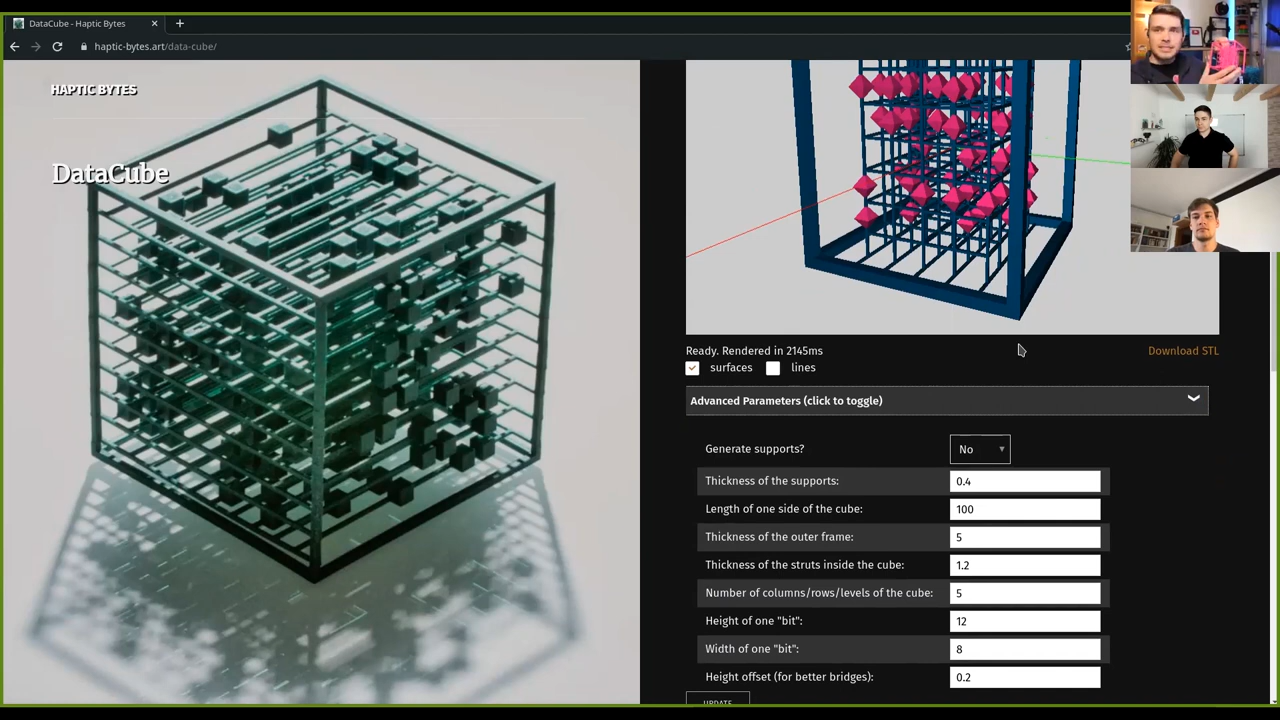 DataCube - Haptic Bytes
haptic-bytes.art/data-cube/
HAPTIC BYTES
DataCube
Ready. Rendered in 2145ms
Download STL
surfaces
lines
Advanced Parameters (click to toggle)
Generate supports?
No
Thickness of the supports:
0.4
Length of one side of the cube:
100
Thickness of the outer frame:
5
Thickness of the struts inside the cube:
1.2
Number of columns/rows/levels of the cube:
5
Height of one "bit":
12
Width of one "bit":
8
Height offset (for better bridges):
0.2
UPDATE